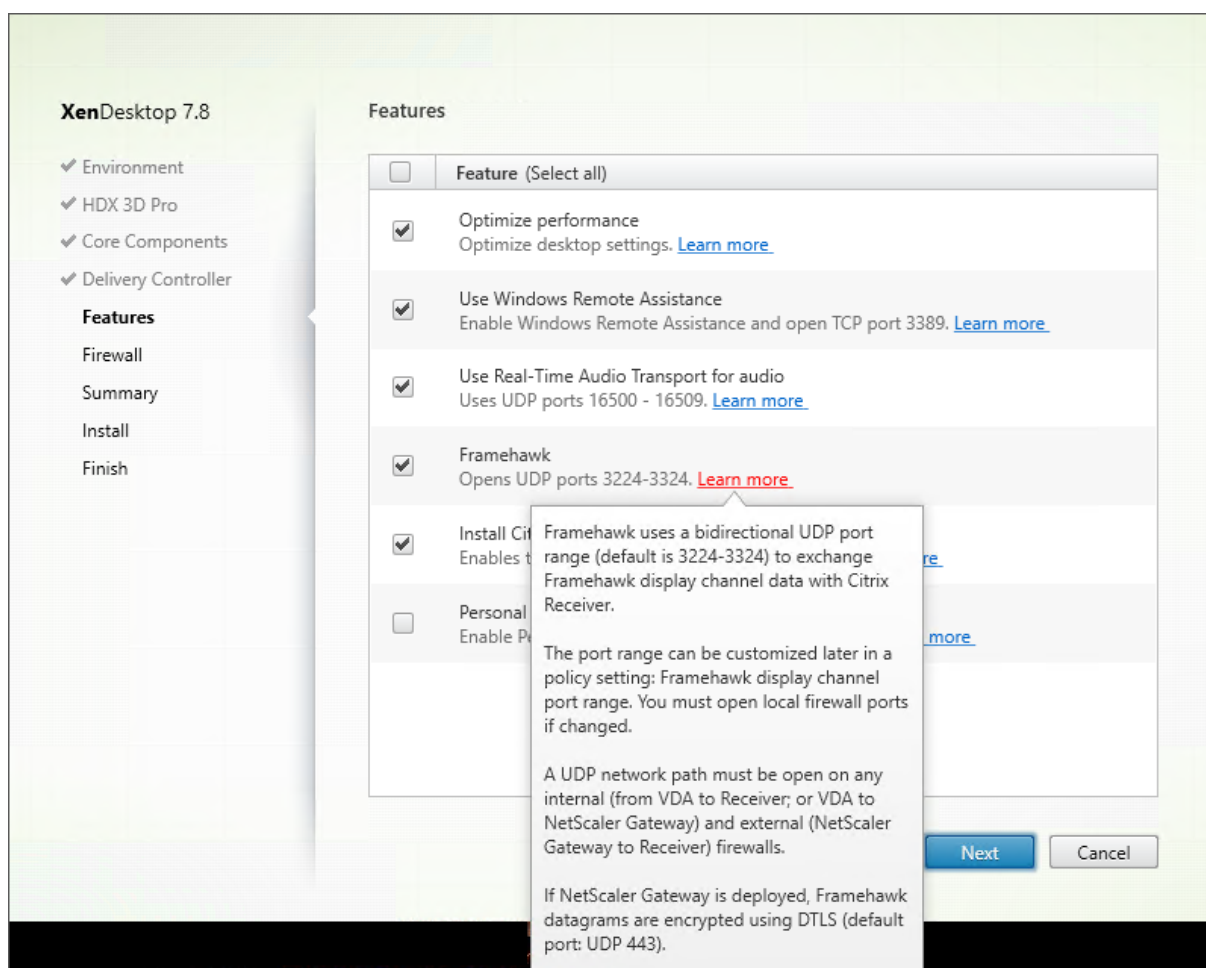 XenDesktop 7.8
Environment
HDX 3D Pro
Core Components
Delivery Controller
Features
Firewall
Summary
Install
Finish
Features
Feature (Select all)
Optimize performance
Optimize desktop settings. Learn more
Use Windows Remote Assistance
Enable Windows Remote Assistance and open TCP port 3389. Learn more
Use Real-Time Audio Transport for audio
Uses UDP ports 16500 - 16509. Learn more
Framehawk
Opens UDP ports 3224-3324. Learn more
Install
Enables
Personal
Enable
more
Framehawk uses a bidirectional UDP port
range (default is 3224-3324) to exchange
Framehawk display channel data with Citrix
Receiver.
The port range can be customized later in a
policy setting: Framehawk display channel
port range. You must open local firewall ports
if changed.
A UDP network path must be open on any
internal (from VDA to Receiver; or VDA to
NetScaler Gateway) and external (NetScaler
Gateway to Receiver) firewalls.
If NetScaler Gateway is deployed, Framehawk
datagrams are encrypted using DTLS (default
port: UDP 443).
Next
Cancel